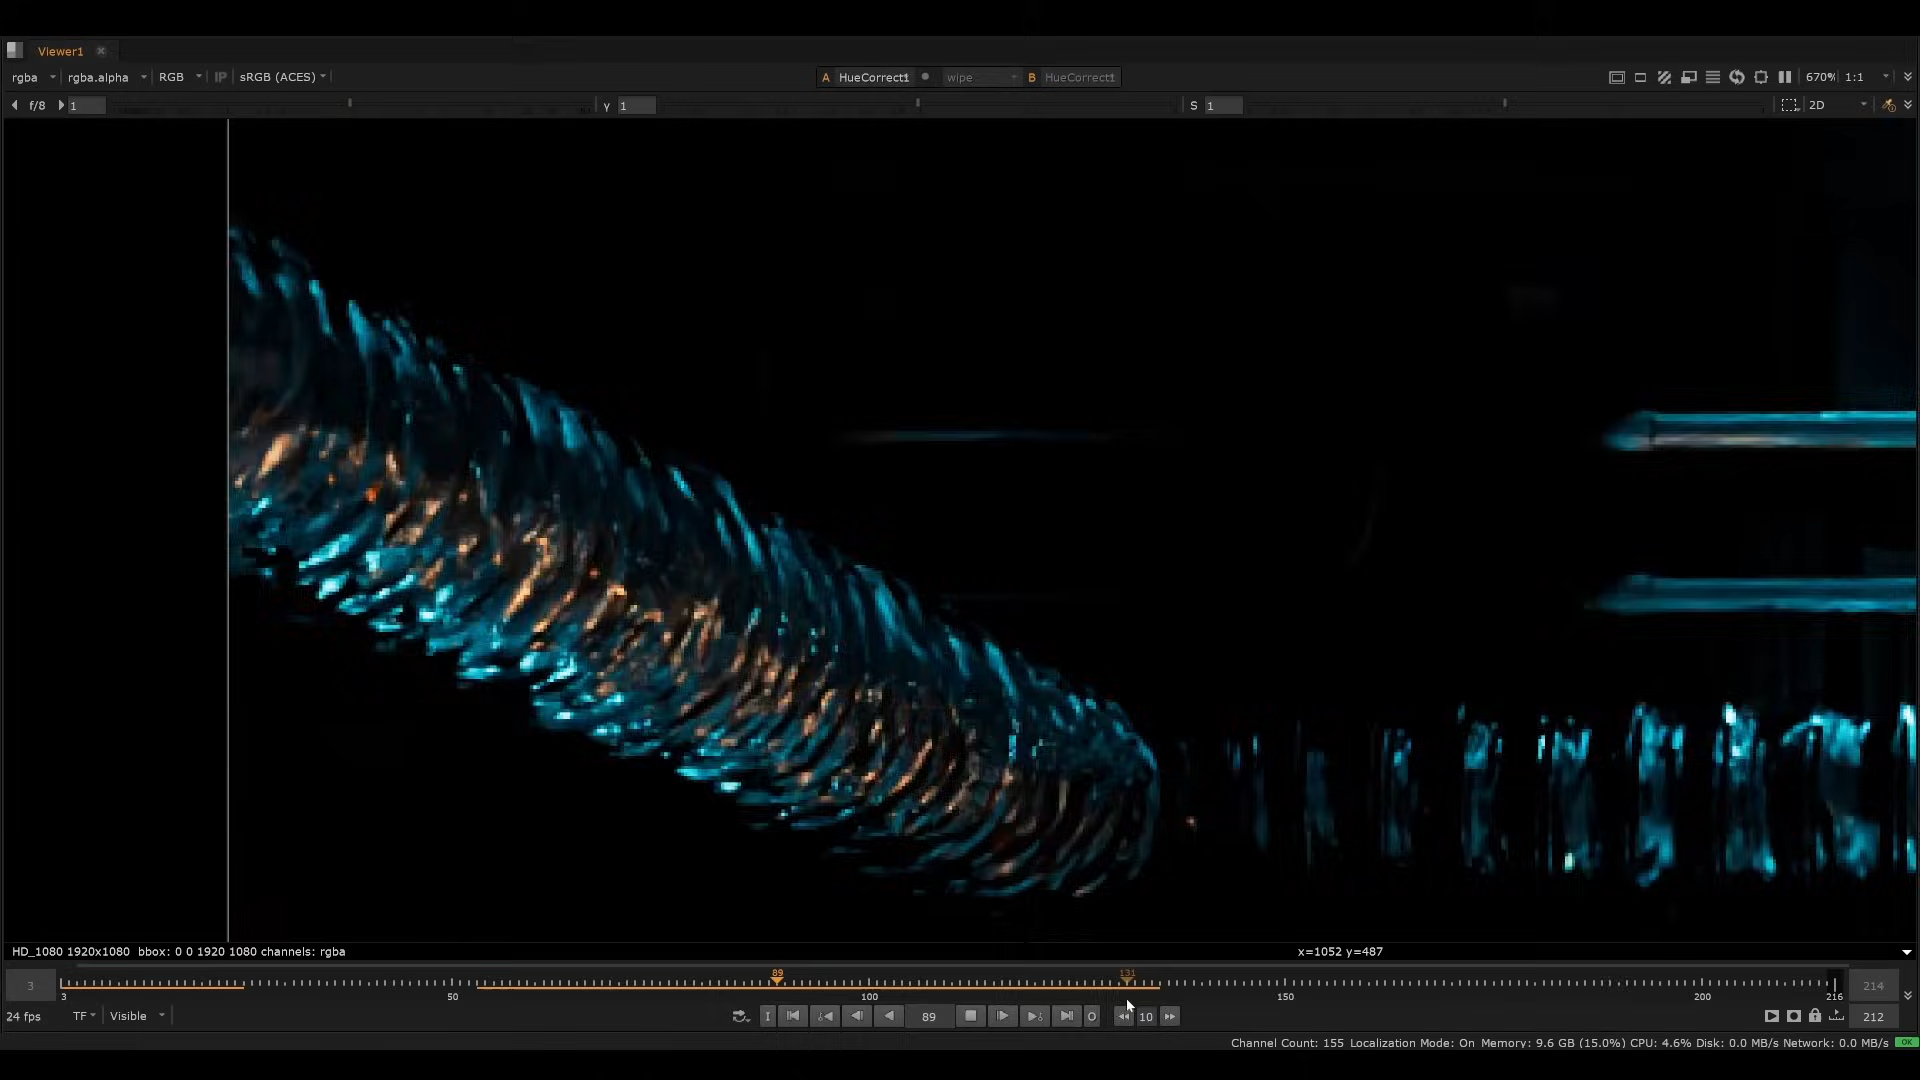 Viewer1
rgba rgba.alpha RGB IP sRGB (ACES) A HueCorrect1 wipe B HueCorrect1 670% 1:1
f/8 1 γ 1 S 1 2D
HD_1080 1920x1080 bbox: 0 0 1920 1080 channels: rgba x=1052 y=487
89 131
3 214
3 50 100 150 200 216
24 fps TF Visible I 89 O 10 212
Channel Count: 155 Localization Mode: On Memory: 9.6 GB (15.0%) CPU: 4.6% Disk: 0.0 MB/s Network: 0.0 MB/s OK